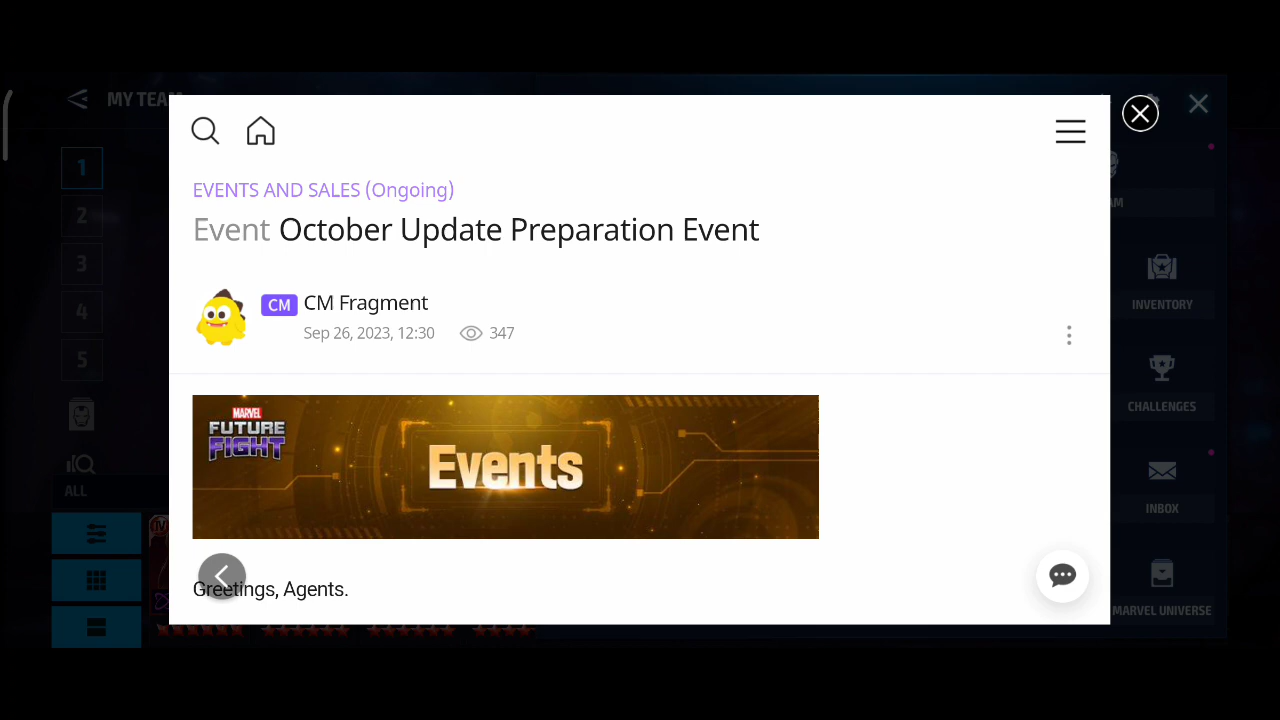 MY TEAM
1
2
3
4
5
ALL
EVENTS AND SALES (Ongoing)
Event October Update Preparation Event
CM CM Fragment
Sep 26, 2023, 12:30 347
MARVEL
FUTURE
FIGHT
Events
Greetings, Agents.
INVENTORY
CHALLENGES
INBOX
MARVEL UNIVERSE